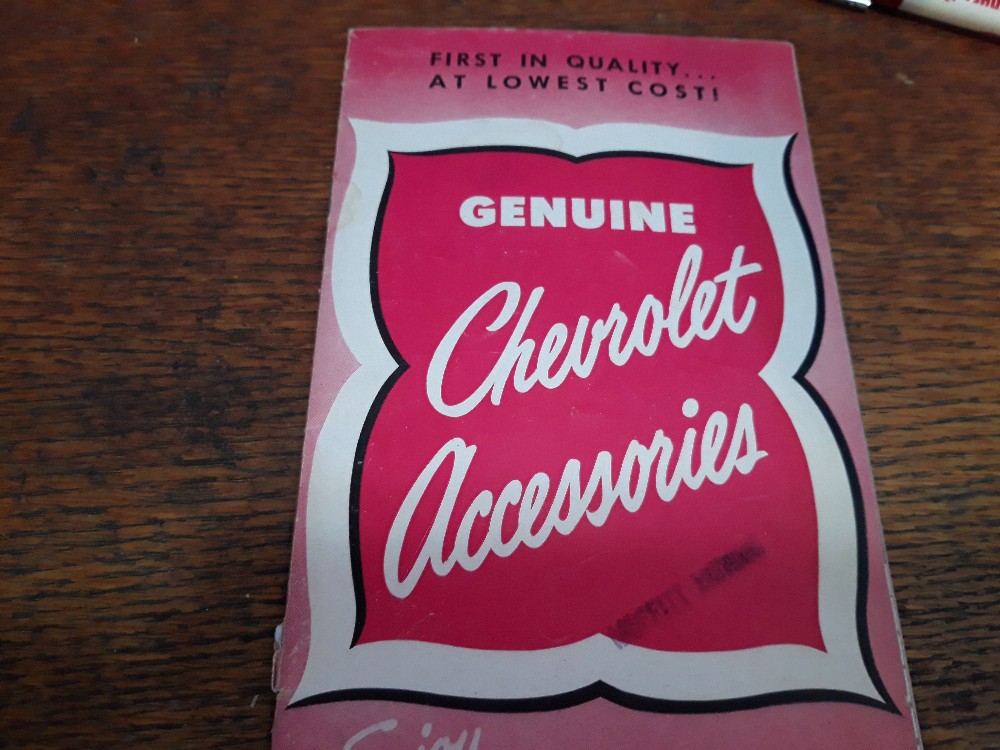 FIRST IN QUALITY...
AT LOWEST COST!
GENUINE
Chevrolet
Accessories